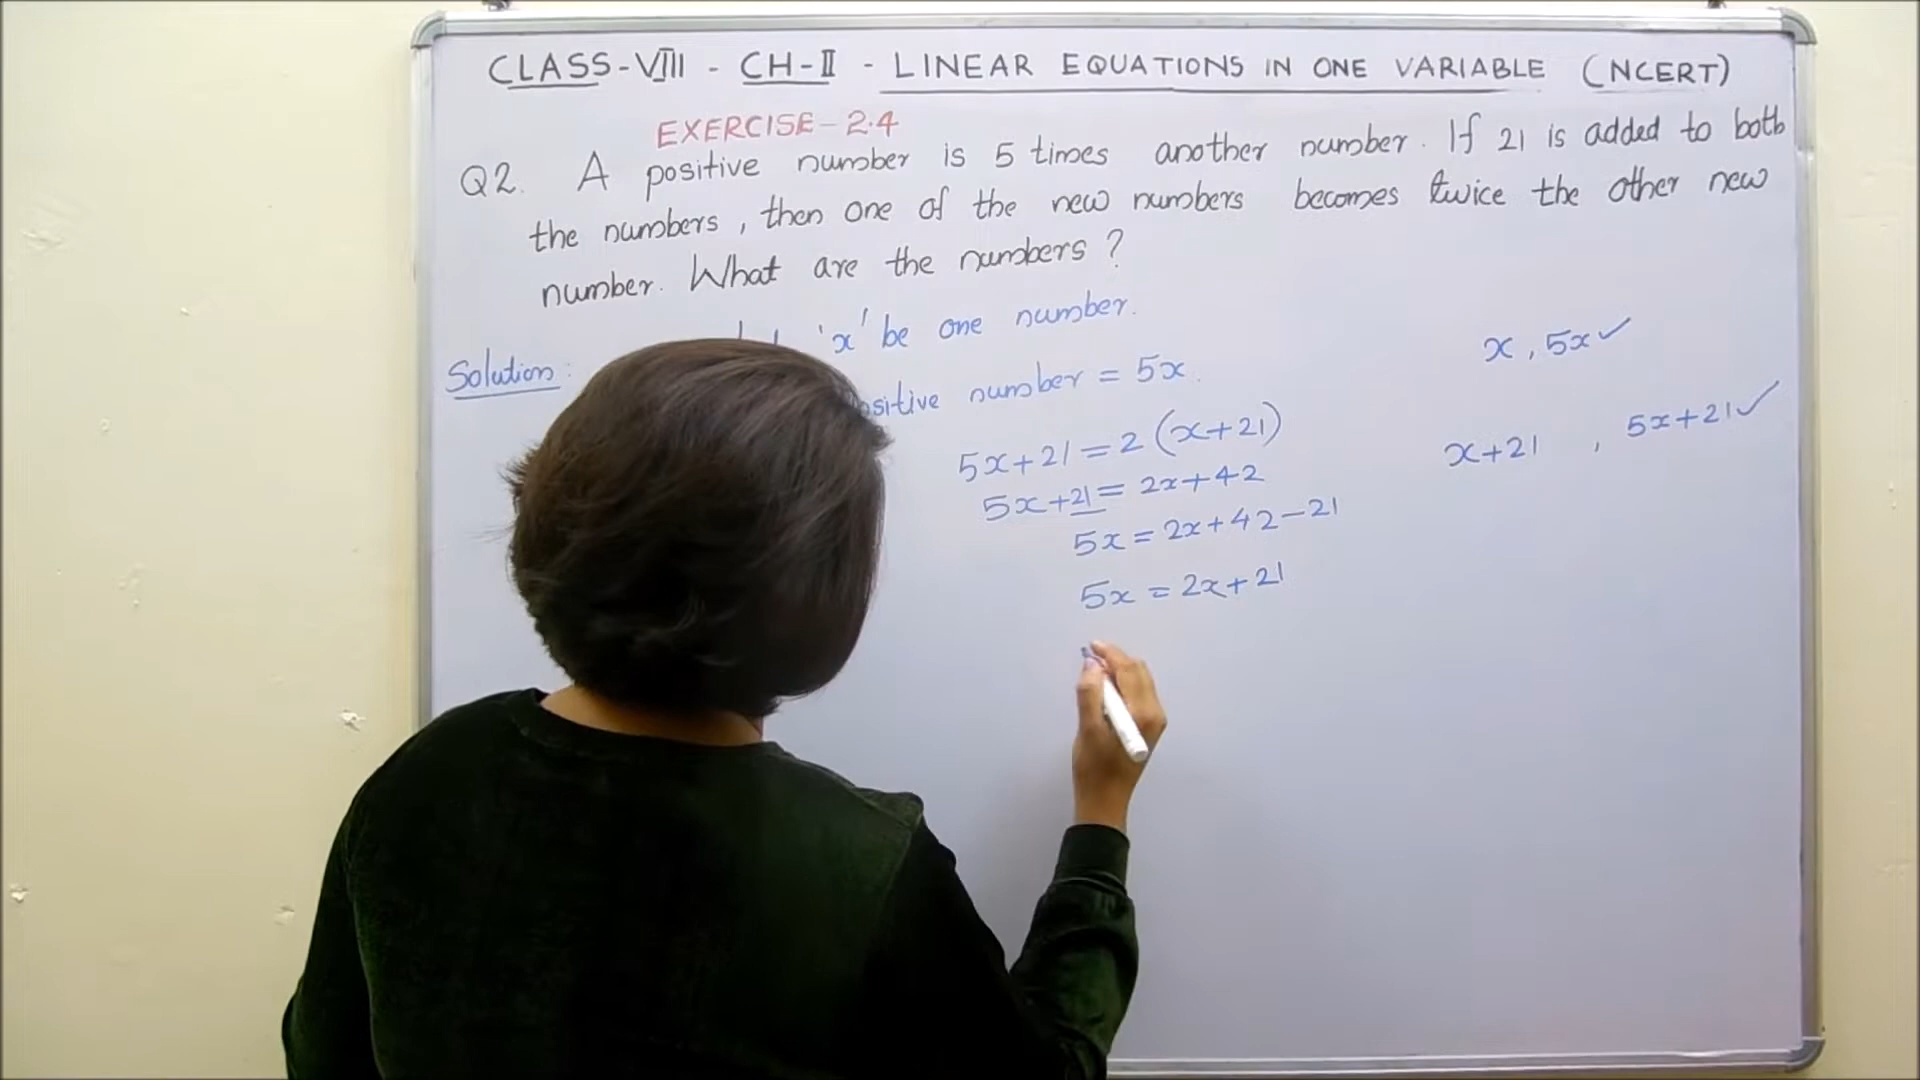 CLASS-VIII - CH-II - LINEAR EQUATIONS IN ONE VARIABLE (NCERT)
EXERCISE-2.4
Q2. A positive number is 5 times another number. If 21 is added to both
the numbers, then one of the new numbers becomes twice the other new
number. What are the numbers?
Solution: 'x' be one number.
number = 5x.
x, 5x✓
5x+21=2(x+21)
x+21, 5x+21✓
5x+21=2x+42
5x=2x+42-21
5x=2x+21